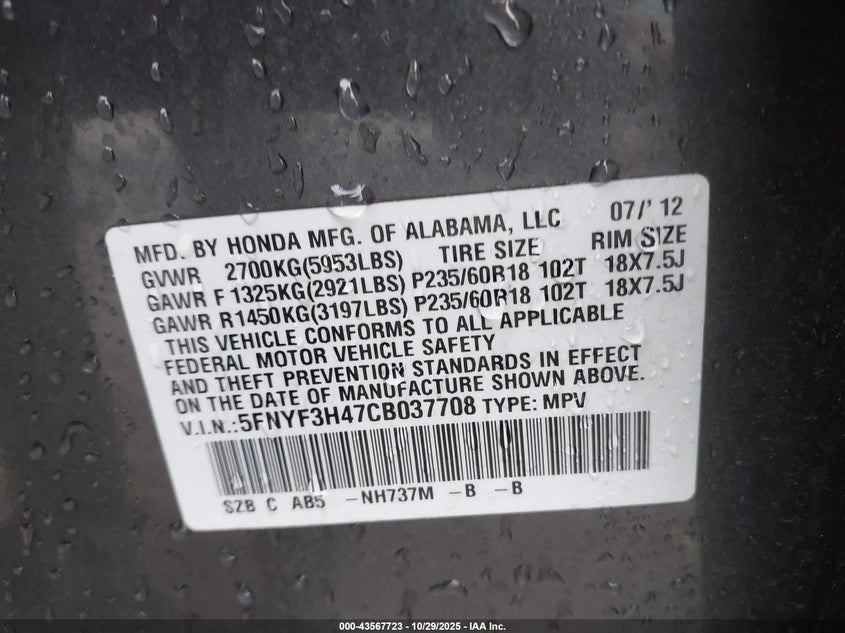 MFD. BY HONDA MFG. OF ALABAMA, LLC 07/' 12
GVWR 2700KG(5953LBS) TIRE SIZE RIM SIZE
GAWR F 1325KG(2921LBS) P235/60R18 102T 18X7.5J
GAWR R1450KG(3197LBS) P235/60R18 102T 18X7.5J
THIS VEHICLE CONFORMS TO ALL APPLICABLE
FEDERAL MOTOR VEHICLE SAFETY
AND THEFT PREVENTION STANDARDS IN EFFECT
ON THE DATE OF MANUFACTURE SHOWN ABOVE.
V.I.N.:5FNYF3H47CB037708 TYPE: MPV
SZB C AB5 -NH737M -B -B
000-43567723 - 10/29/2025 - IAA Inc.